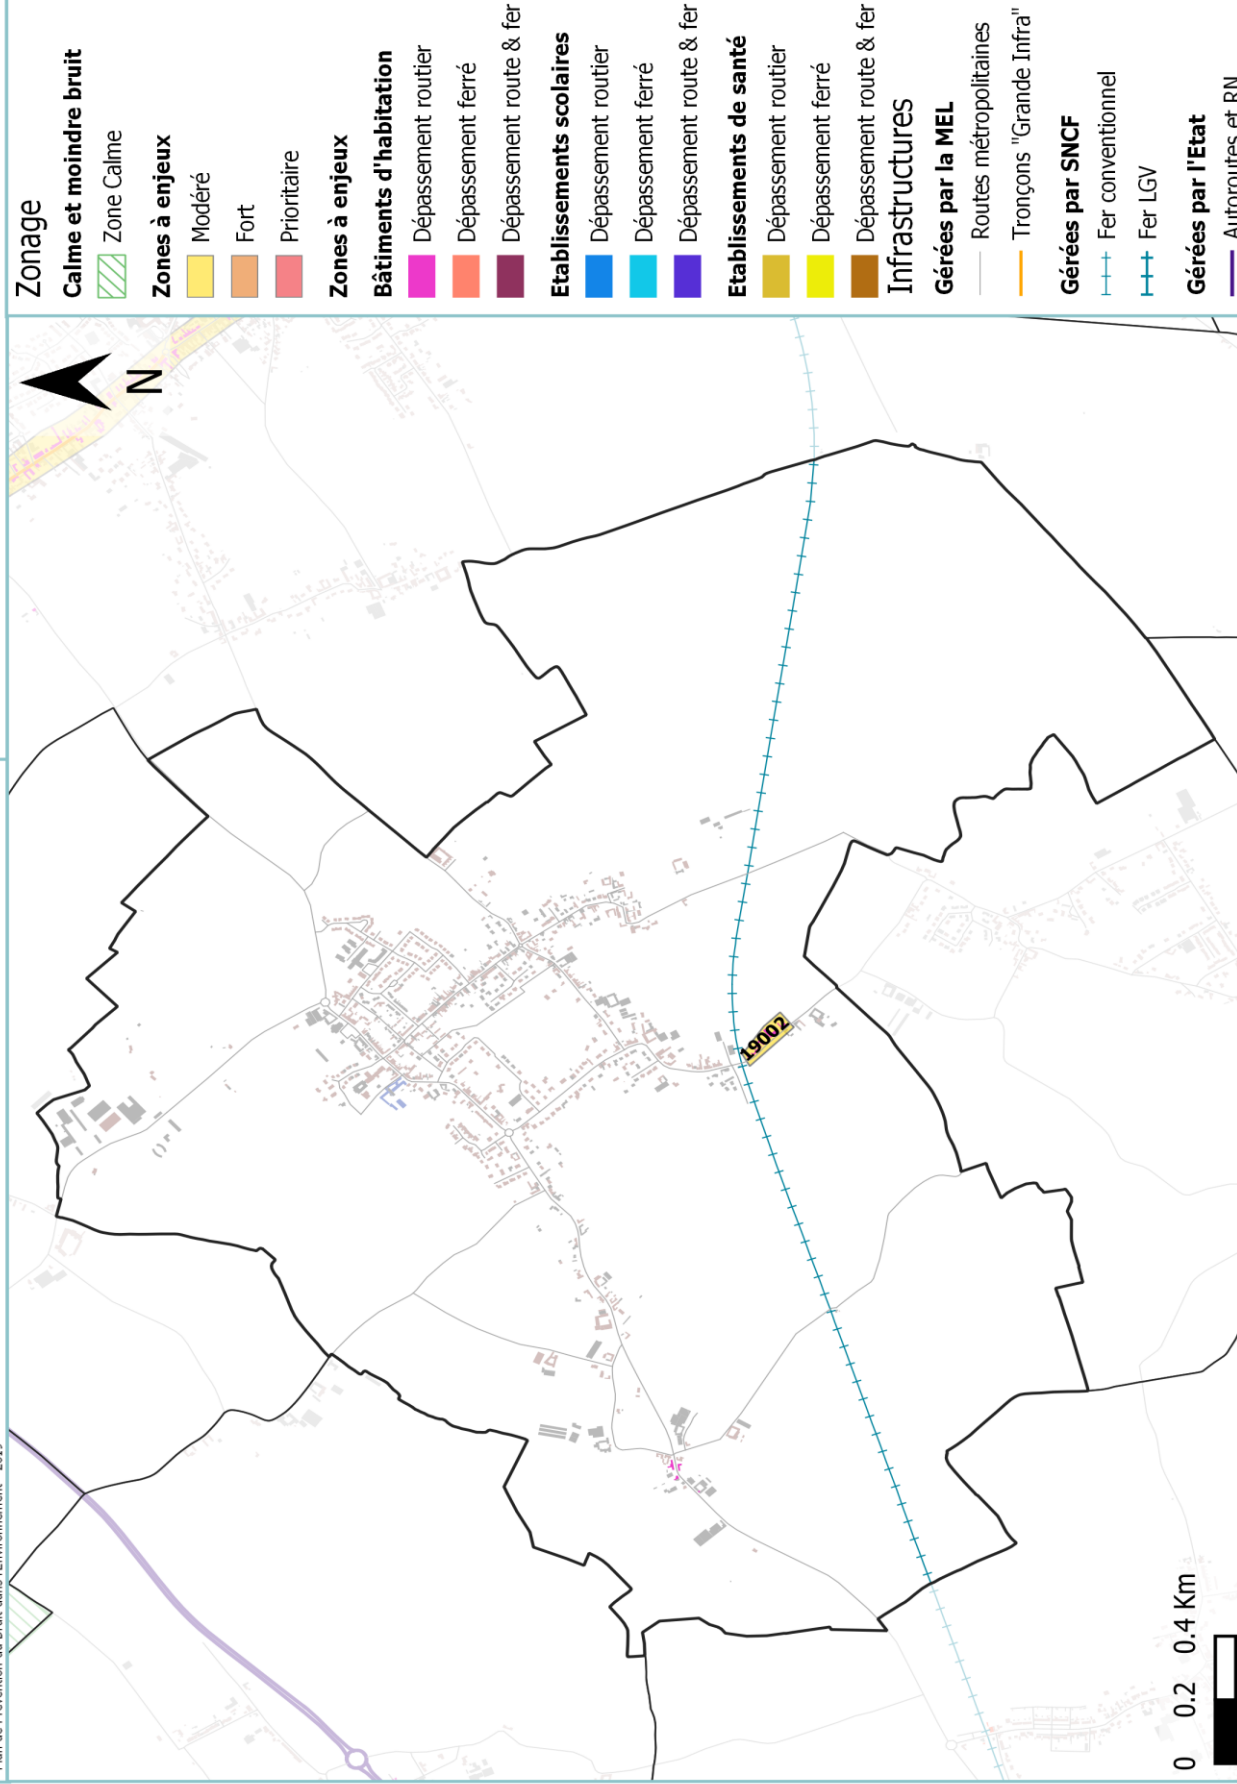 Zonage
Calme et moindre bruit
Zone Calme
Zones à enjeux
Modéré
Fort
Prioritaire
Zones à enjeux
Bâtiments d'habitation
Dépassement routier
Dépassement ferré
Dépassement route & fer
Etablissements scolaires
Dépassement routier
Dépassement ferré
Dépassement route & fer
Etablissements de santé
Dépassement routier
Dépassement ferré
Dépassement route & fer
Infrastructures
Gérées par la MEL
Routes métropolitaines
Tronçons "Grande Infra"
Gérées par SNCF
Fer conventionnel
Fer LGV
Gérées par l'Etat
Autoroutes et RN
N
19002
0 0.2 0.4 Km